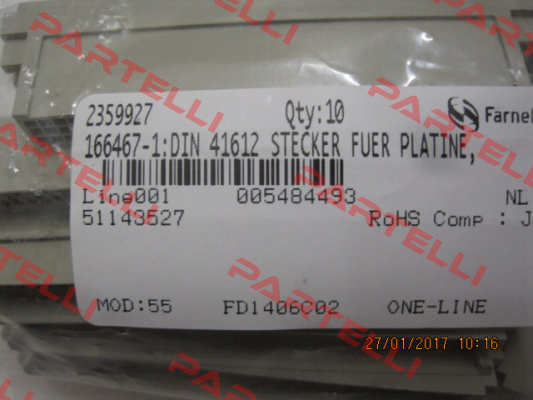 PARTELLI
2359927 Qty:10 Farnel
166467-1:DIN 41612 STECKER FUER PLATINE,
Line001 005484493 NL
51143527 RoHS Comp : J
MOD:55 FD1406C02 ONE-LINE
27/01/2017 10:16